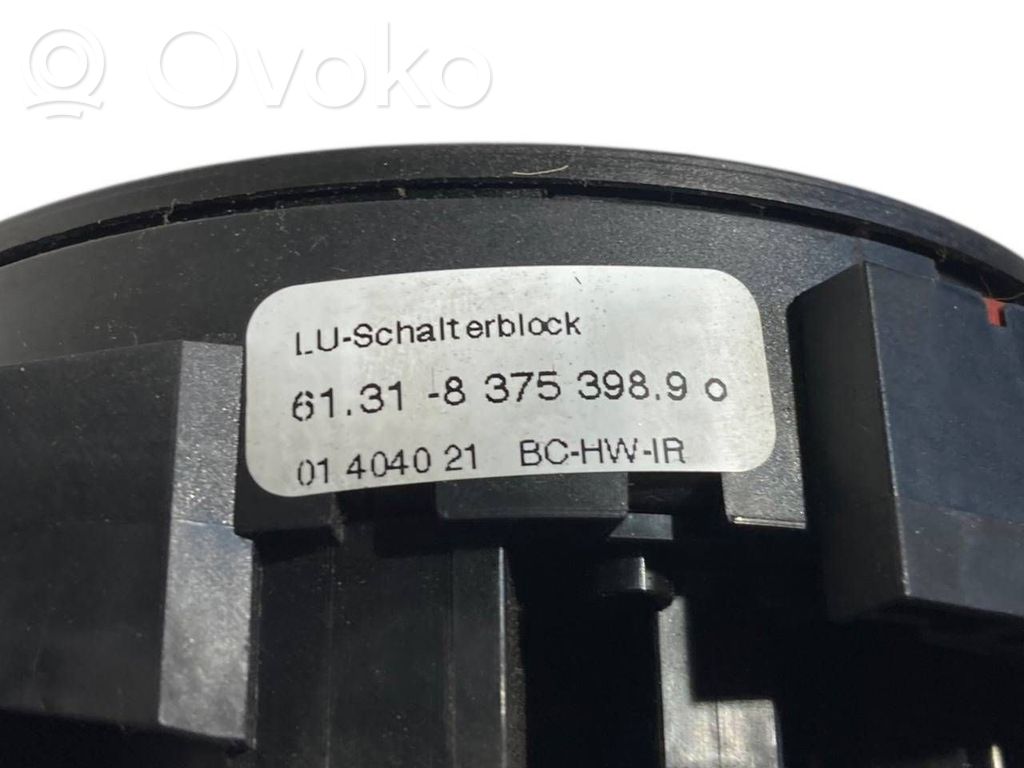 Ovoko
LU-Schalterblock
61.31 -8 375 398.9 o
01 4040 21 BC-HW-IR